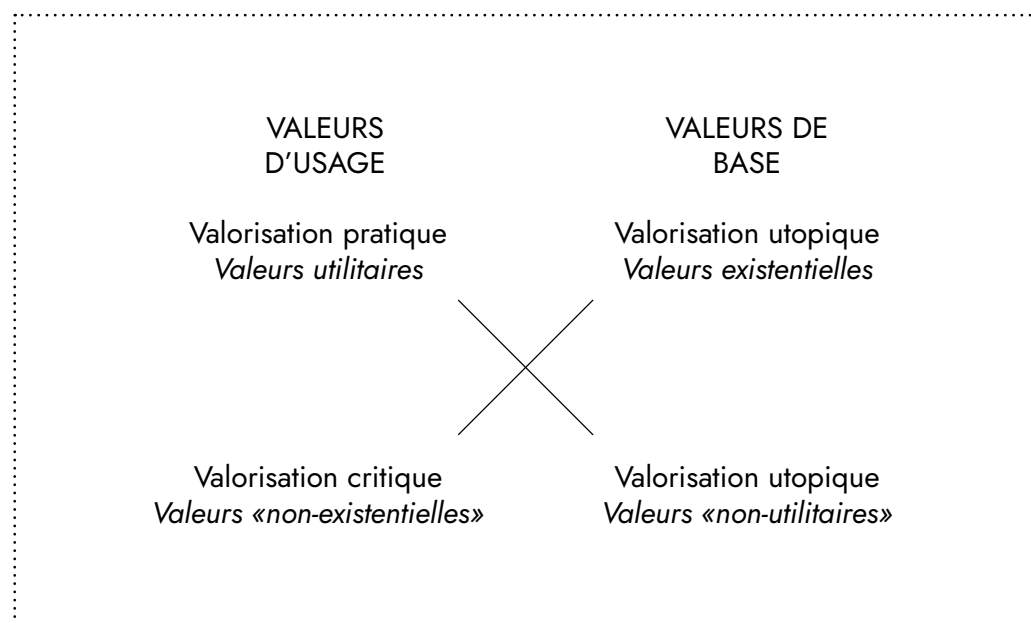 VALEURS
D’USAGE
VALEURS DE
BASE
Valorisation pratique
Valeurs utilitaires
Valorisation utopique
Valeurs existentielles
Valorisation critique
Valeurs «non-existentielles»
Valorisation utopique
Valeurs «non-utilitaires»